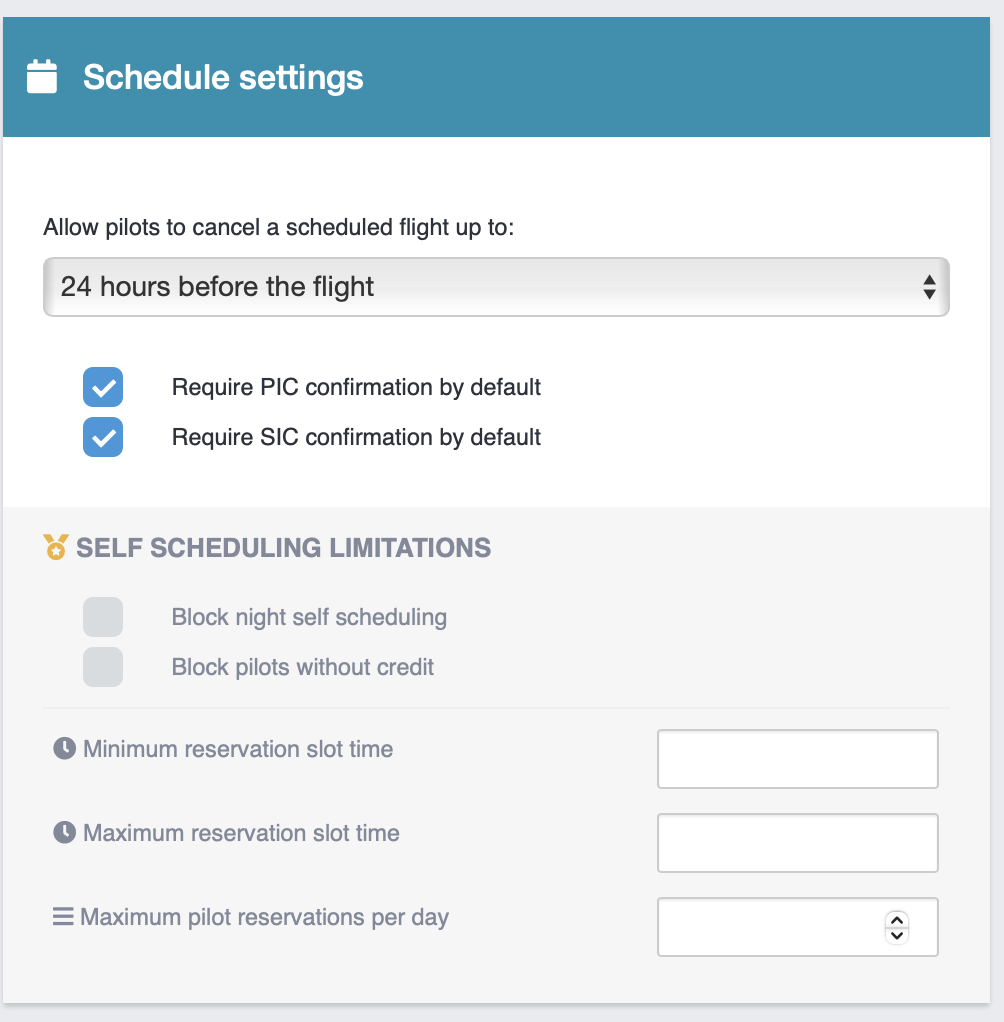 Schedule settings
Allow pilots to cancel a scheduled flight up to:
24 hours before the flight
Require PIC confirmation by default
Require SIC confirmation by default
SELF SCHEDULING LIMITATIONS
Block night self scheduling
Block pilots without credit
Minimum reservation slot time
Maximum reservation slot time
Maximum pilot reservations per day